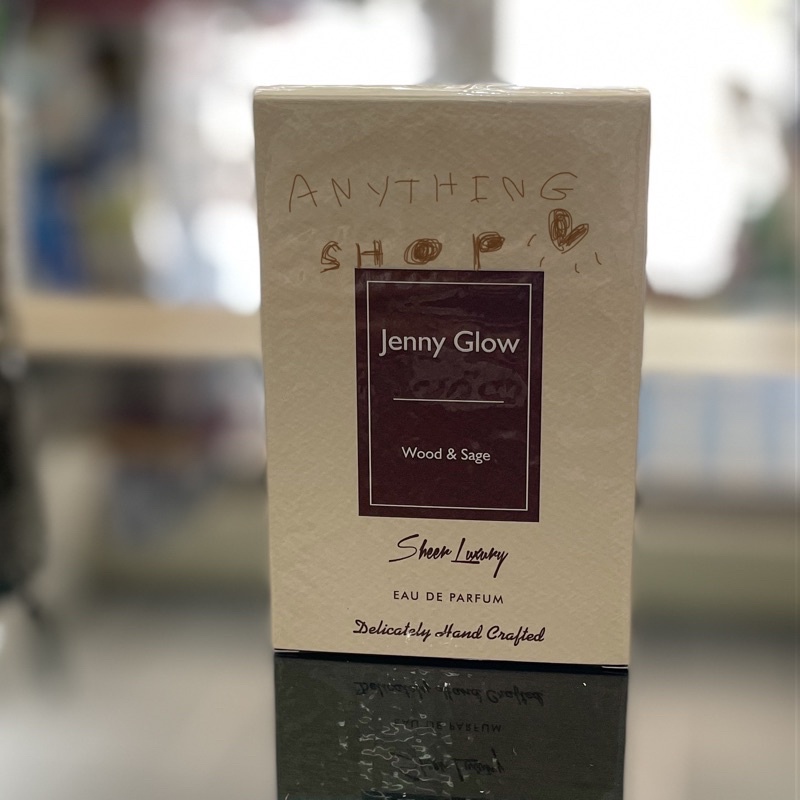 ANYTHING
SHOP
Jenny Glow
Wood & Sage
Sheer Luxury
EAU DE PARFUM
Delicately Hand Crafted